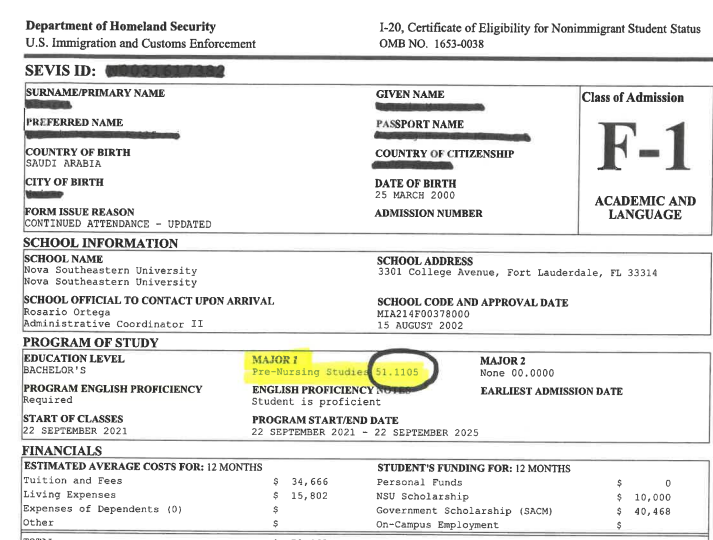 Department of Homeland Security
U.S. Immigration and Customs Enforcement
I-20, Certificate of Eligibility for Nonimmigrant Student Status
OMB NO. 1653-0038
SEVIS ID:
SURNAME/PRIMARY NAME
GIVEN NAME
Class of Admission
PREFERRED NAME
PASSPORT NAME
F-1
COUNTRY OF BIRTH
SAUDI ARABIA
COUNTRY OF CITIZENSHIP
CITY OF BIRTH
DATE OF BIRTH
25 MARCH 2000
ACADEMIC AND
LANGUAGE
FORM ISSUE REASON
CONTINUED ATTENDANCE - UPDATED
ADMISSION NUMBER
SCHOOL INFORMATION
SCHOOL NAME
Nova Southeastern University
Nova Southeastern University
SCHOOL ADDRESS
3301 College Avenue, Fort Lauderdale, FL 33314
SCHOOL OFFICIAL TO CONTACT UPON ARRIVAL
Rosario Ortega
Administrative Coordinator II
SCHOOL CODE AND APPROVAL DATE
MIA214F00378000
15 AUGUST 2002
PROGRAM OF STUDY
EDUCATION LEVEL
BACHELOR'S
MAJOR 1
Pre-Nursing Studies 51.1105
MAJOR 2
None 00.0000
PROGRAM ENGLISH PROFICIENCY
Required
ENGLISH PROFICIENCY NOTES
Student is proficient
EARLIEST ADMISSION DATE
START OF CLASSES
22 SEPTEMBER 2021
PROGRAM START/END DATE
22 SEPTEMBER 2021 - 22 SEPTEMBER 2025
FINANCIALS
ESTIMATED AVERAGE COSTS FOR: 12 MONTHS
Tuition and Fees $ 34,666
Living Expenses $ 15,802
Expenses of Dependents (0) $
Other $
STUDENT'S FUNDING FOR: 12 MONTHS
Personal Funds $ 0
NSU Scholarship $ 10,000
Government Scholarship (SACM) $ 40,468
On-Campus Employment $